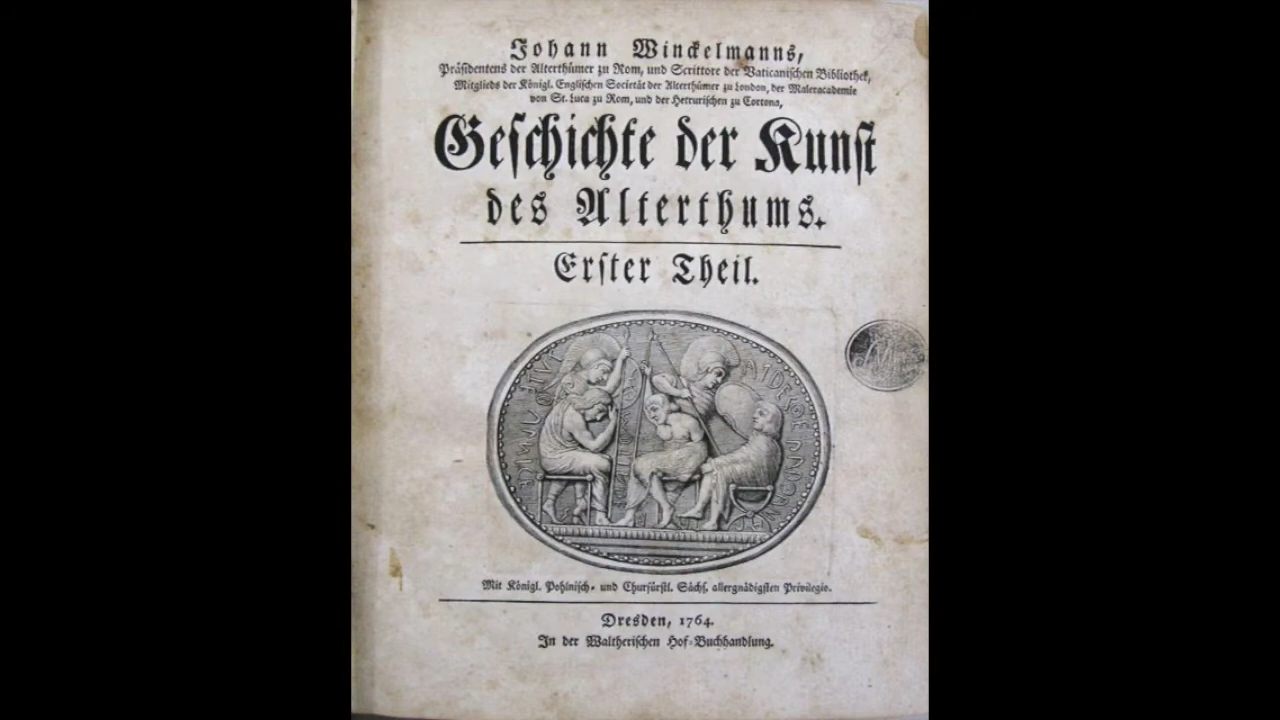 Johann Winckelmanns,
Präsidentens der Alterthümer zu Rom, und Scrittore der Vaticanischen Bibliothek,
Mitglieds der Königl. Englischen Societät der Alterthümer zu London, der Maleracademie
von St. Luca zu Rom, und der Hetrurischen zu Cortona,
Geschichte der Kunst
des Alterthums.
Erster Theil.
Mit Königl. Pohlnisch- und Churfürstl. Sächs. allergnädigsten Privilegio.
Dresden, 1764.
In der Waltherischen Hof-Buchhandlung.